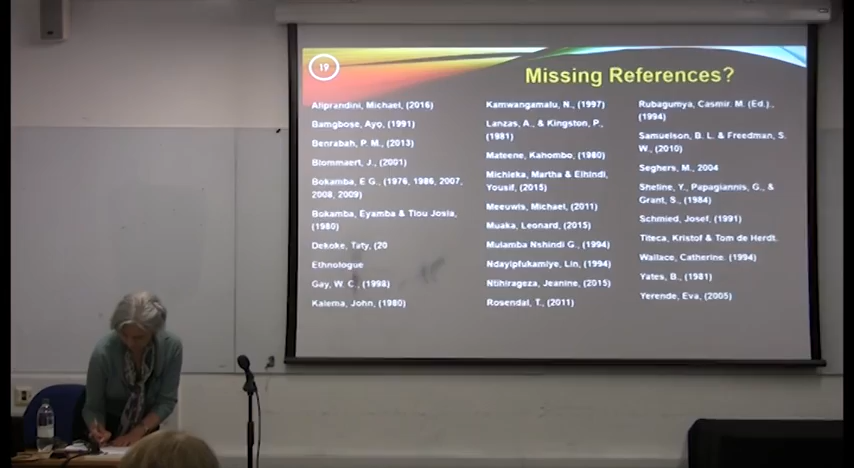 19
Missing References?
Aliprandini, Michael, (2016)
Bamgbose, Ayo, (1991)
Benrabah, P. M., (2013)
Blommaert, J., (2001)
Bokamba, E G., (1976, 1986, 2007,
2008, 2009)
Bokamba, Eyamba & Tlou Josia,
(1980)
Dekoke, Taty, (20
Ethnologue
Gay, W. C., (1998)
Kalema, John, (1980)
Kamwangamalu, N., (1997)
Lanzas, A., & Kingston, P.,
(1981)
Mateene, Kahombo, (1980)
Michieka, Martha & Elhindi,
Yousif, (2015)
Meeuwis, Michael, (2011)
Muaka, Leonard, (2015)
Mulamba Nshindi G., (1994)
Ndayipfukamiye, Lin, (1994)
Ntihirageza, Jeanine, (2015)
Rosendal, T., (2011)
Rubagumya, Casmir. M. (Ed).,
(1994)
Samuelson, B. L. & Freedman, S.
W., (2010)
Seghers, M., 2004
Sheline, Y., Papagiannis, G., &
Grant, S., (1984)
Schmied, Josef, (1991)
Titeca, Kristof & Tom de Herdt.
Wallace, Catherine. (1994)
Yates, B., (1981)
Yerende, Eva, (2005)